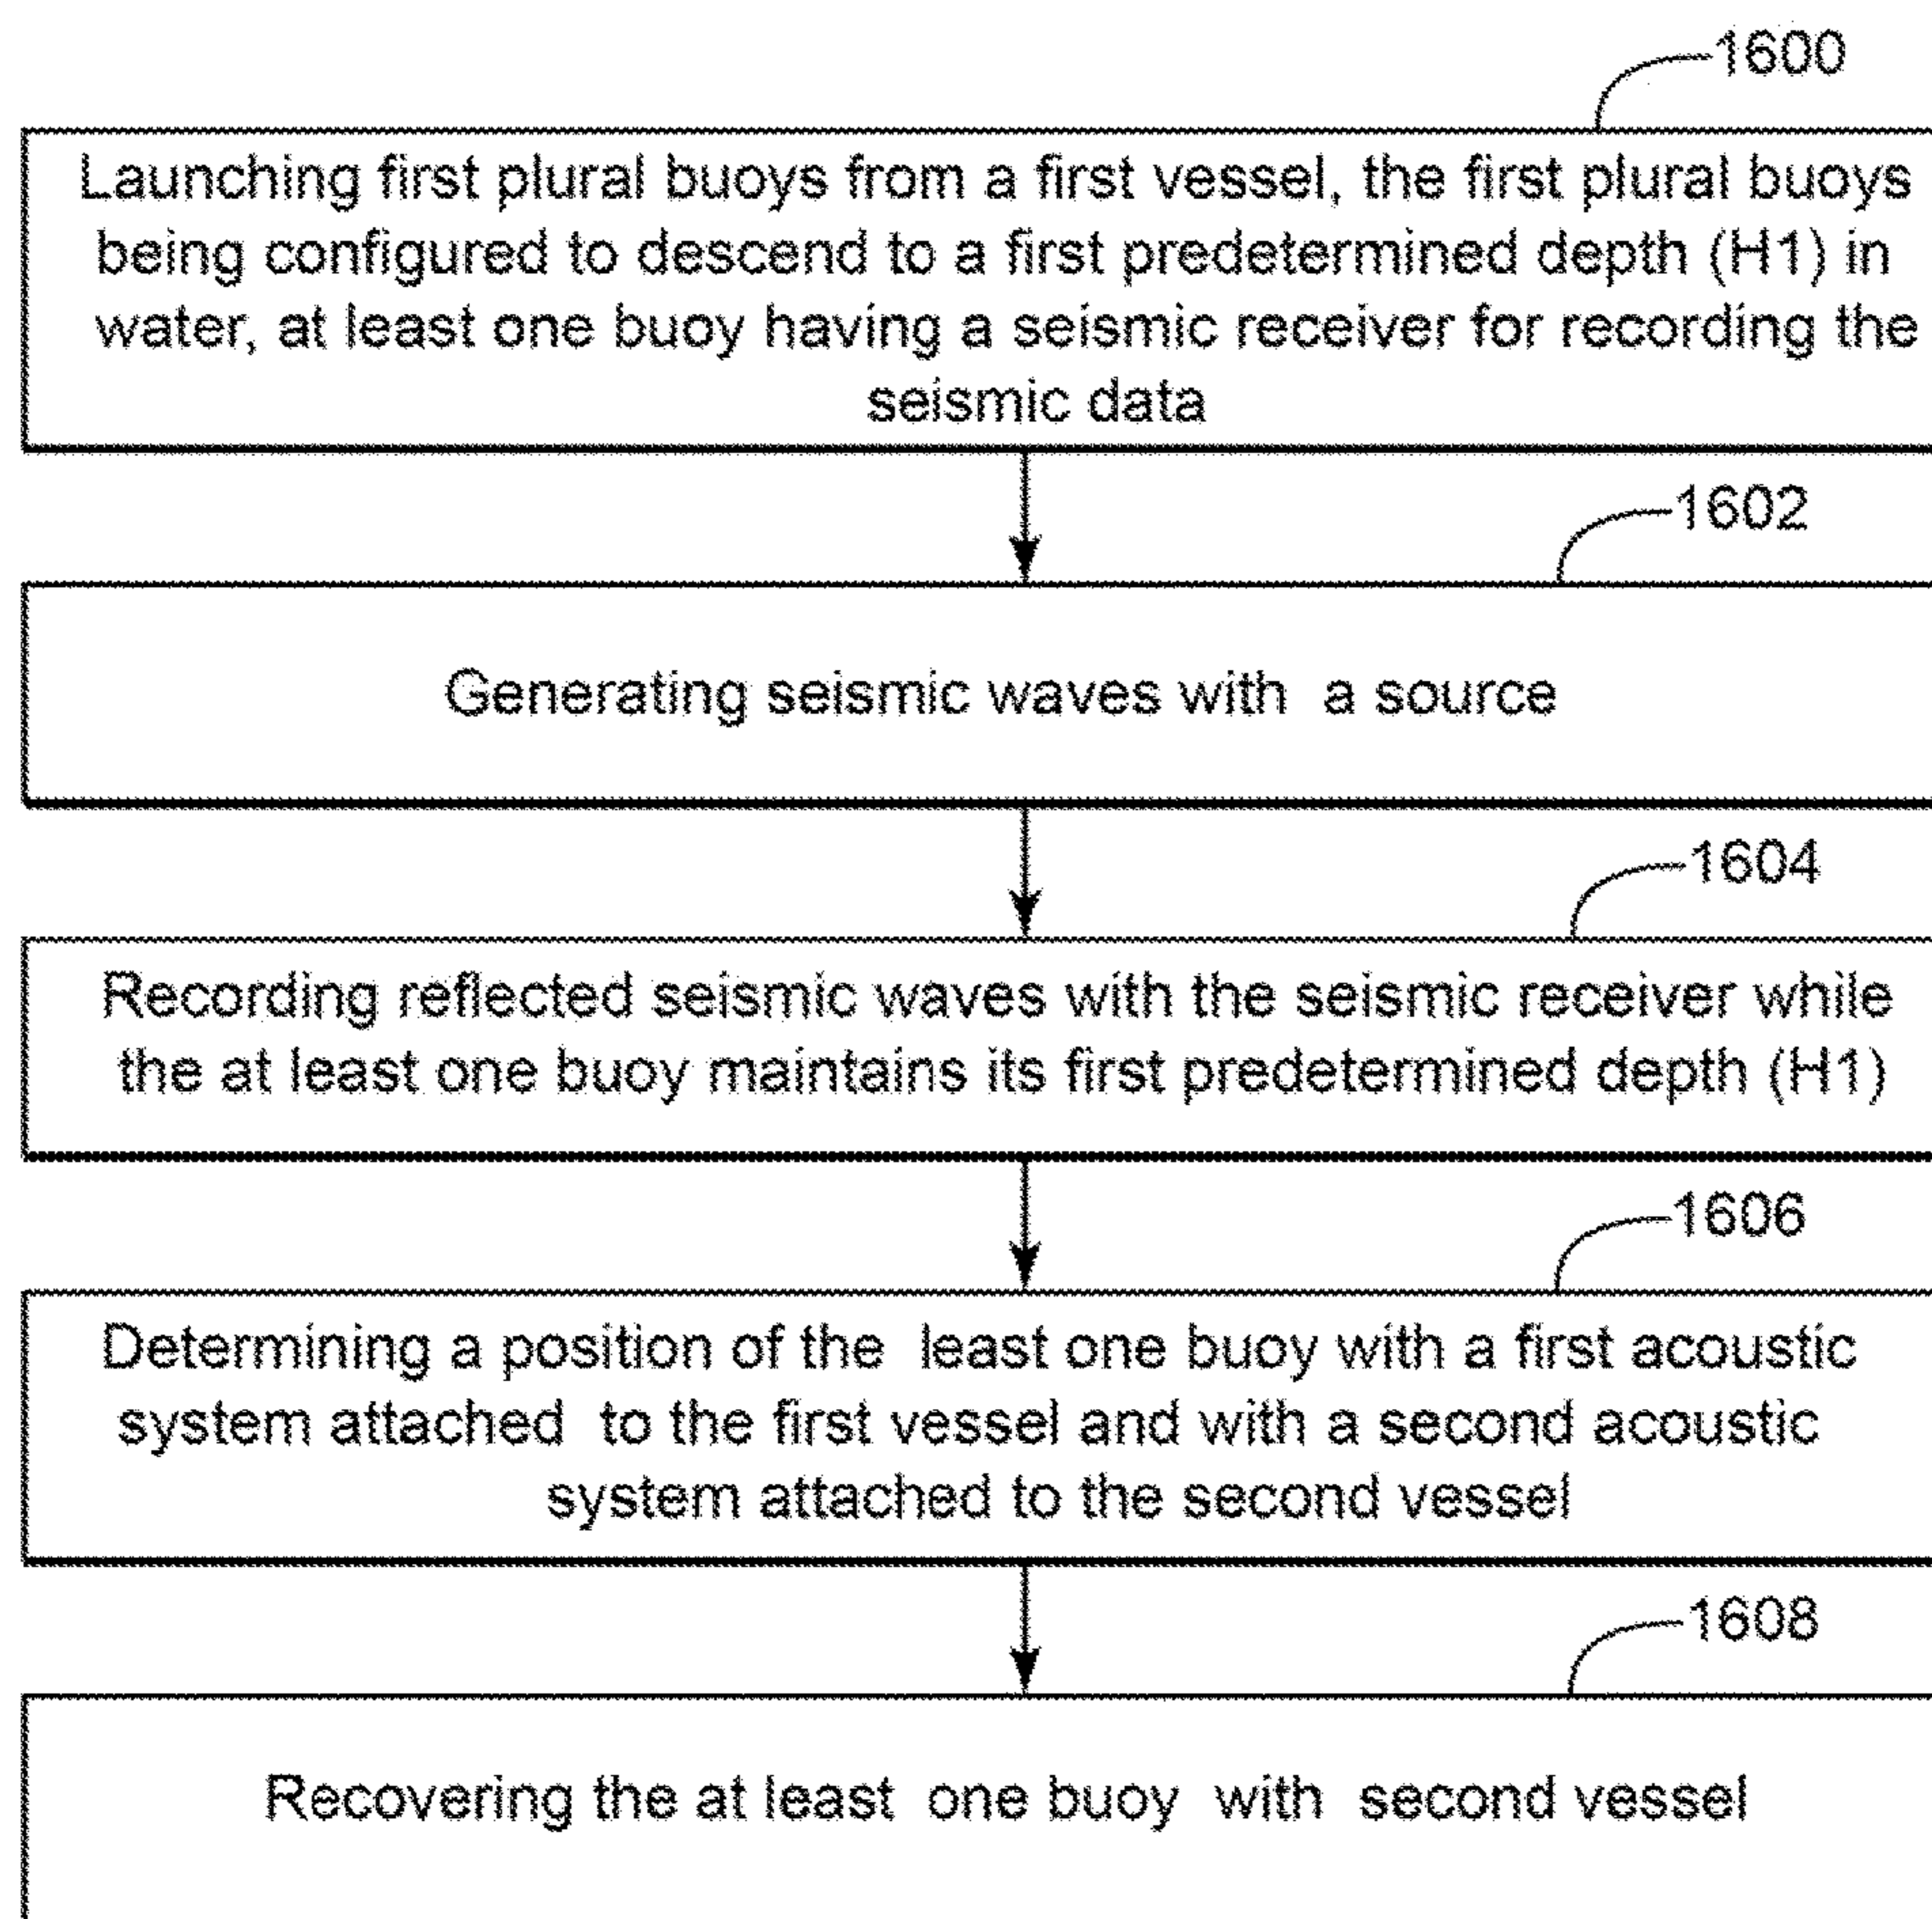 1600
Launching first plural buoys from a first vessel, the first plural buoys
being configured to descend to a first predetermined depth (H1) in
water, at least one buoy having a seismic receiver for recording the
seismic data
1602
Generating seismic waves with a source
1604
Recording reflected seismic waves with the seismic receiver while
the at least one buoy maintains its first predetermined depth (H1)
1606
Determining a position of the least one buoy with a first acoustic
system attached to the first vessel and with a second acoustic
system attached to the second vessel
1608
Recovering the at least one buoy with second vessel